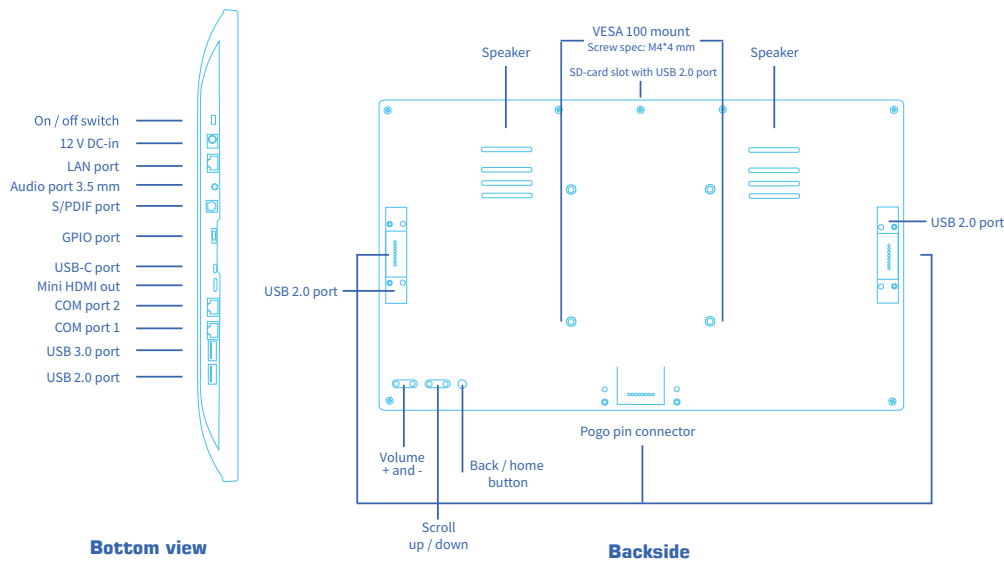 On / off switch
12 V DC-in
LAN port
Audio port 3.5 mm
S/PDIF port
GPIO port
USB-C port
Mini HDMI out
COM port 2
COM port 1
USB 3.0 port
USB 2.0 port
Bottom view
VESA 100 mount
Screw spec: M4*4 mm
Speaker
Speaker
SD-card slot with USB 2.0 port
USB 2.0 port
USB 2.0 port
Pogo pin connector
Volume
+ and -
Back / home
button
Scroll
up / down
Backside